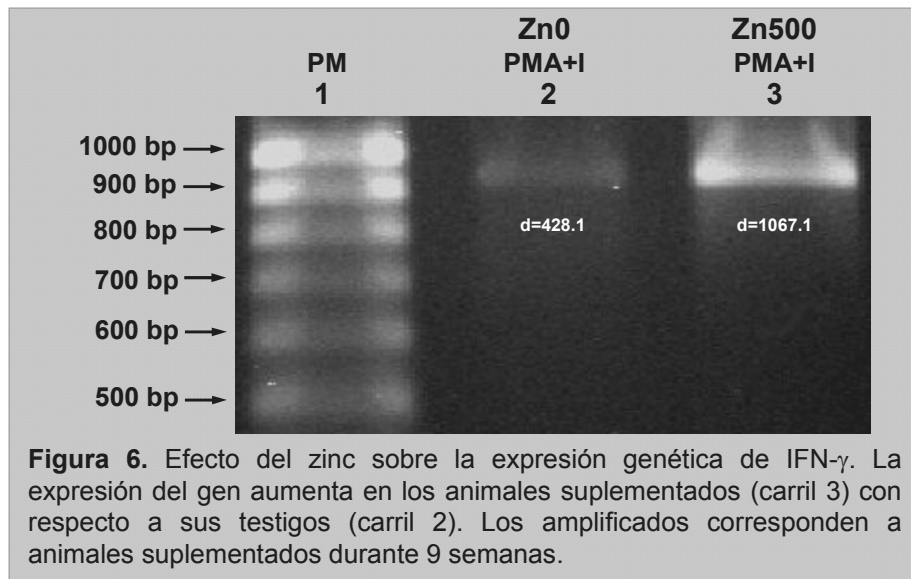 Zn0 Zn500
PM PMA+I PMA+I
1 2 3
1000 bp
900 bp
800 bp
d=428.1 d=1067.1
700 bp
600 bp
500 bp
Figura 6. Efecto del zinc sobre la expresión genética de IFN-γ. La
expresión del gen aumenta en los animales suplementados (carril 3) con
respecto a sus testigos (carril 2). Los amplificados corresponden a
animales suplementados durante 9 semanas.